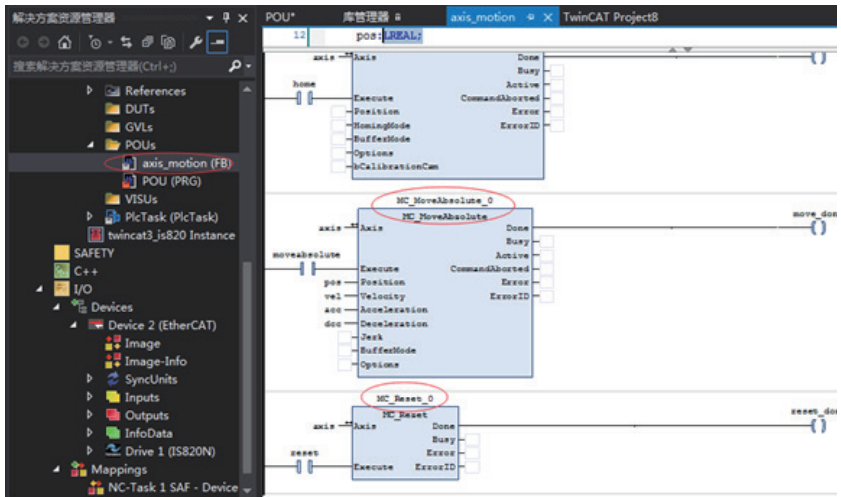 解决方案资源管理器
POU*
库管理器
axis_motion
TwinCAT Project8
12 pos:LREAL;
搜索解决方案资源管理器(Ctrl+;)
References
DUTs
GVLs
POUs
axis_motion (FB)
POU (PRG)
VISUs
PlcTask (PlcTask)
twincat3_is820 Instance
SAFETY
C++
I/O
Devices
Device 2 (EtherCAT)
Image
Image-Info
SyncUnits
Inputs
Outputs
InfoData
Drive 1 (IS820N)
Mappings
NC-Task 1 SAF - Device
axis Axis Done
Busy
home Active
Execute CommandAborted
Position Error
HomingMode ErrorID
BufferMode
Options
bCalibrationCam
MC_MoveAbsolute_0
MC_MoveAbsolute
move_don
axis Axis Done
Busy
moveabsolute Active
Execute CommandAborted
pos Position Error
vel Velocity ErrorID
acc Acceleration
dec Deceleration
Jerk
BufferMode
Options
MC_Reset_0
MC_Reset
reset_do
axis Axis Done
Busy
reset Error
Execute ErrorID